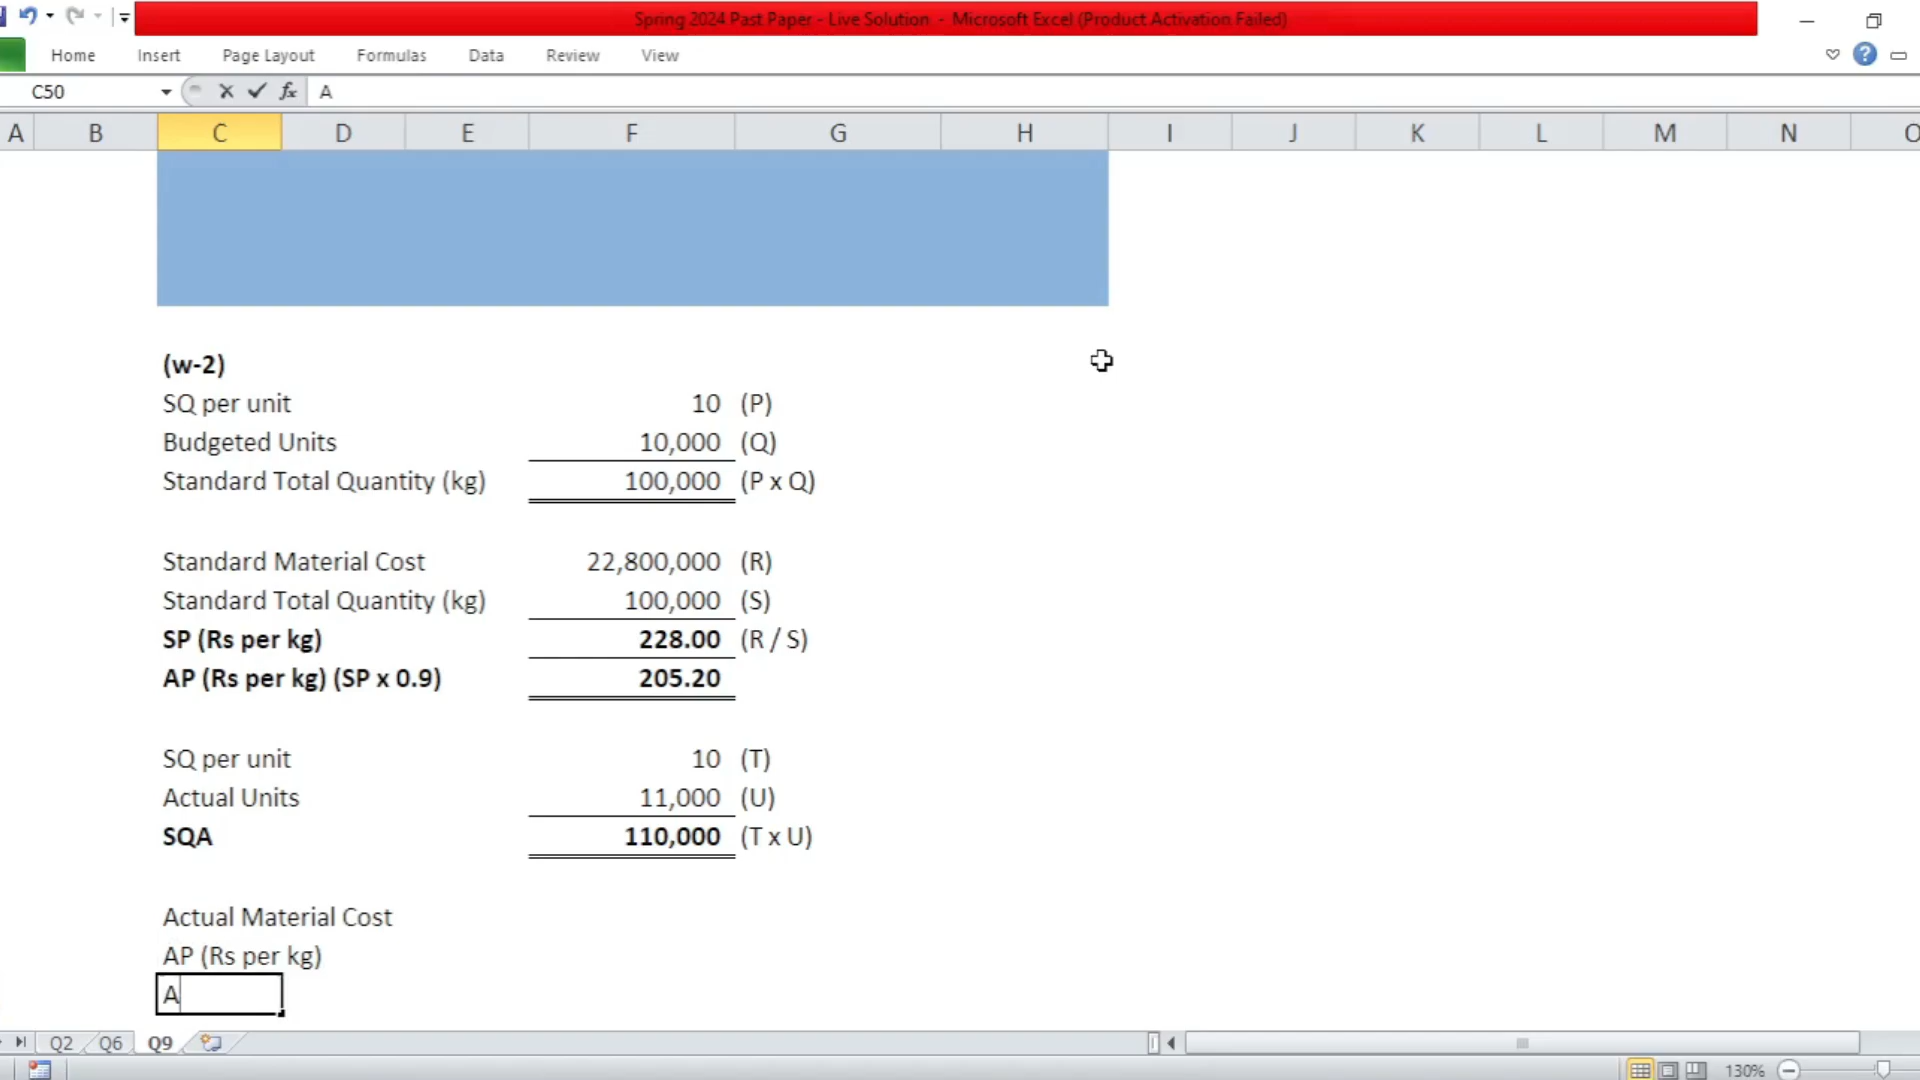 Spring 2024 Past Paper - Live Solution - Microsoft Excel (Product Activation Failed)
Home Insert Page Layout Formulas Data Review View
C50 fx A
A B C D E F G H I J K L M N O
(w-2)
SQ per unit 10 (P)
Budgeted Units 10,000 (Q)
Standard Total Quantity (kg) 100,000 (P x Q)
Standard Material Cost 22,800,000 (R)
Standard Total Quantity (kg) 100,000 (S)
SP (Rs per kg) 228.00 (R / S)
AP (Rs per kg) (SP x 0.9) 205.20
SQ per unit 10 (T)
Actual Units 11,000 (U)
SQA 110,000 (T x U)
Actual Material Cost
AP (Rs per kg)
A
Q2 Q6 Q9
130%